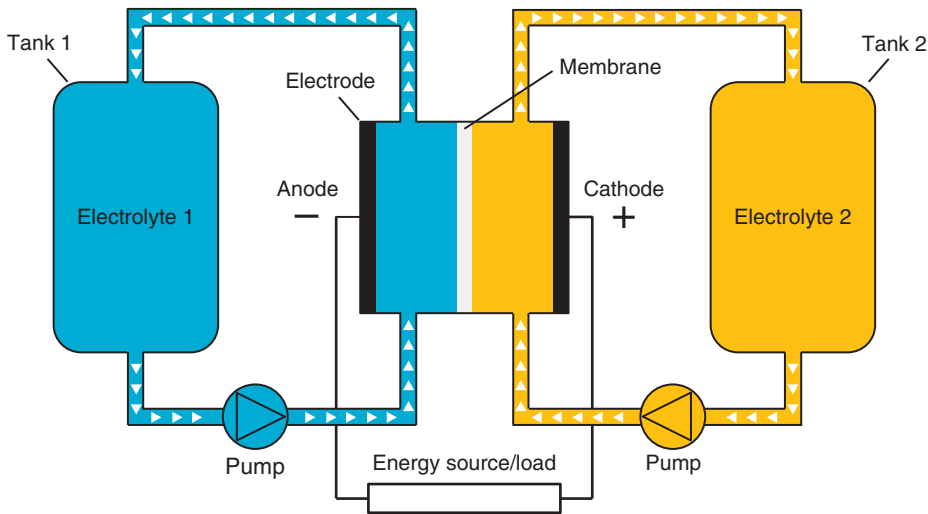 Tank 1
Tank 2
Electrode
Membrane
Anode
Cathode
−
+
Electrolyte 1
Electrolyte 2
Pump
Energy source/load
Pump